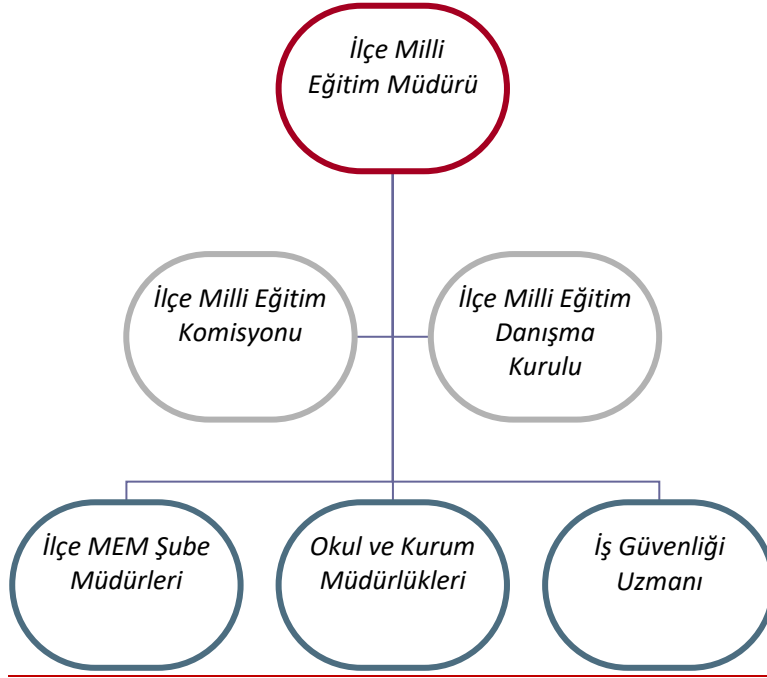 İlçe Milli
Eğitim Müdürü
İlçe Milli Eğitim
Komisyonu
İlçe Milli Eğitim
Danışma
Kurulu
İlçe MEM Şube
Müdürleri
Okul ve Kurum
Müdürlükleri
İş Güvenliği
Uzmanı